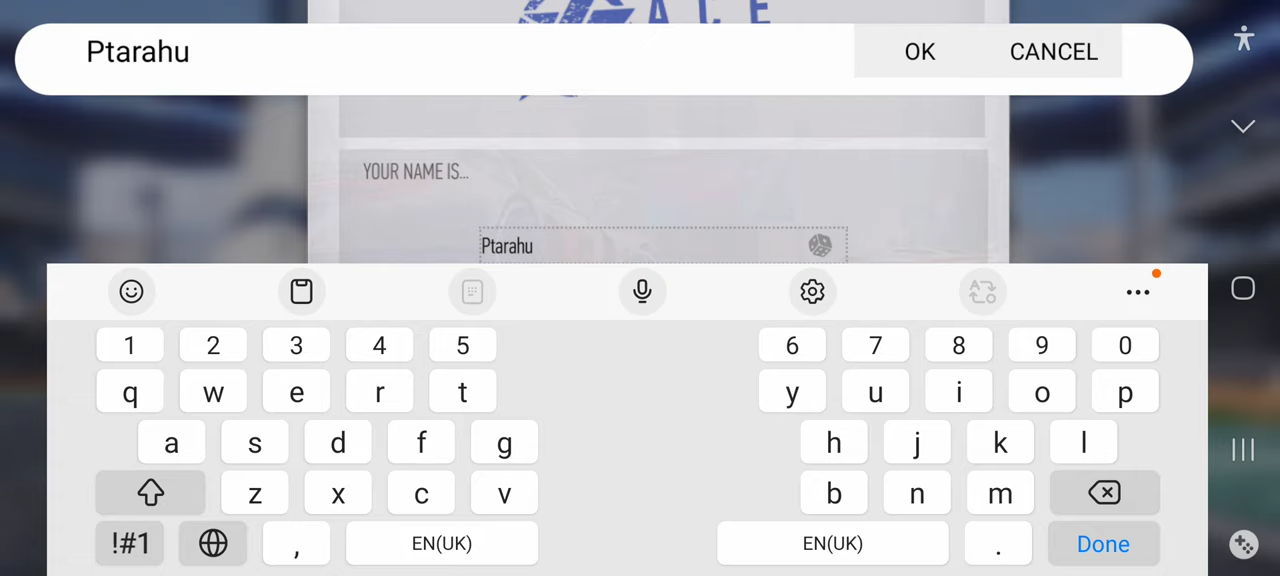 ACE
Ptarahu
OK CANCEL
YOUR NAME IS...
Ptarahu
1 2 3 4 5 6 7 8 9 0
q w e r t y u i o p
a s d f g h j k l
z x c v b n m
!#1 , EN(UK) EN(UK) . Done